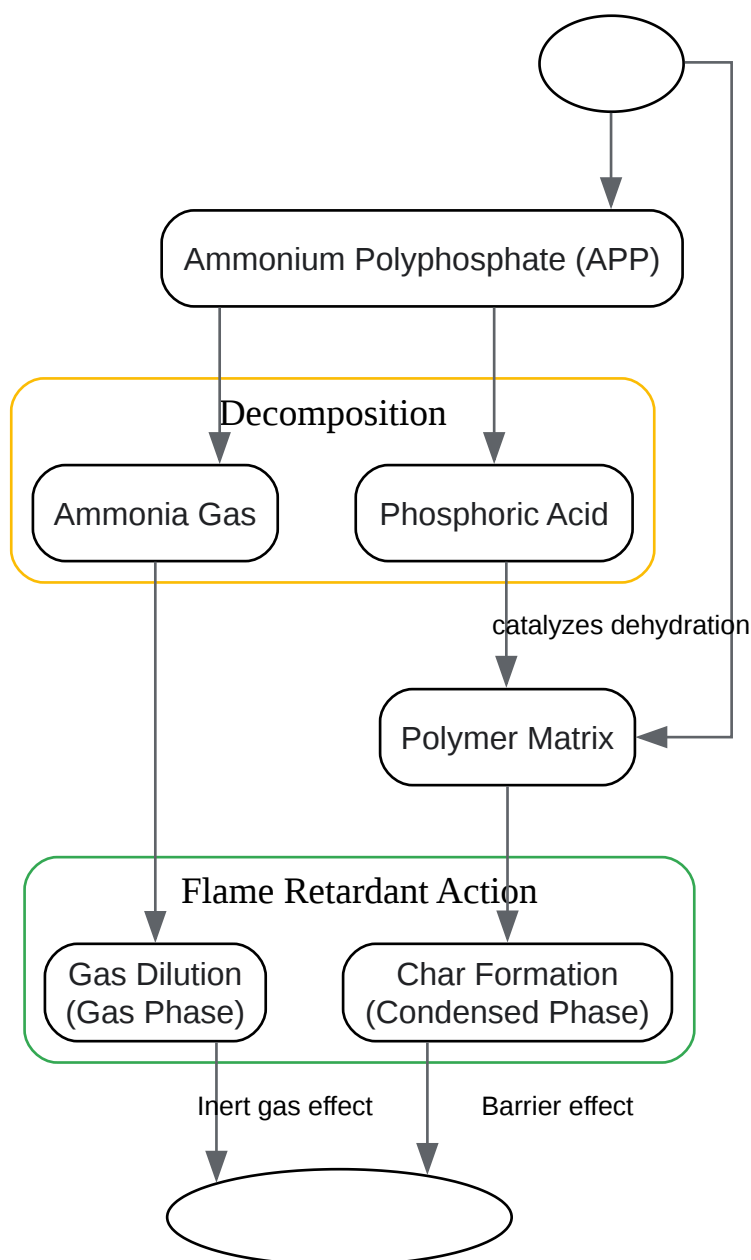 Ammonium Polyphosphate (APP)
Decomposition
Ammonia Gas
Phosphoric Acid
catalyzes dehydration
Polymer Matrix
Flame Retardant Action
Gas Dilution
(Gas Phase)
Char Formation
(Condensed Phase)
Inert gas effect
Barrier effect